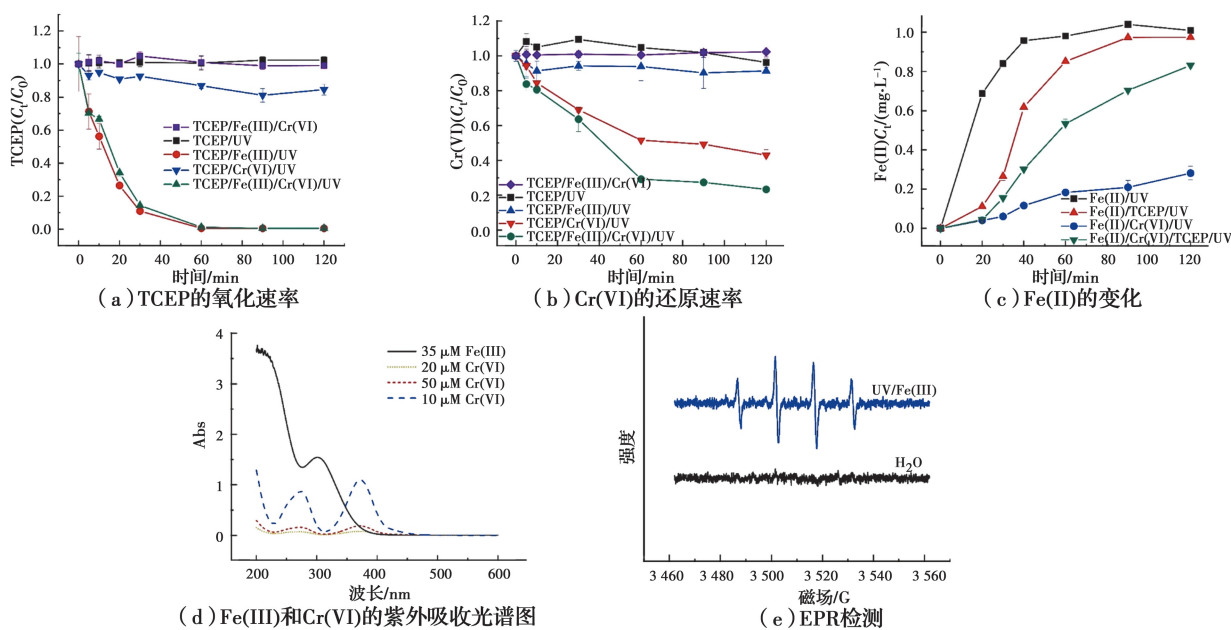 TCEP(Ct/C0)
1.2
1.0
0.8
0.6
0.4
0.2
0.0
TCEP/Fe(III)/Cr(VI)
TCEP/UV
TCEP/Fe(III)/UV
TCEP/Cr(VI)/UV
TCEP/Fe(III)/Cr(VI)/UV
0 20 40 60 80 100 120
时间/min
(a)TCEP的氧化速率
Cr(VI)(Ct/C0)
1.2
1.0
0.8
0.6
0.4
0.2
0.0
TCEP/Fe(III)/Cr(VI)
TCEP/UV
TCEP/Fe(III)/UV
TCEP/Cr(VI)/UV
TCEP/Fe(III)/Cr(VI)/UV
0 20 40 60 80 100 120
时间/min
(b)Cr(VI)的还原速率
Fe(II)Ct/(mg·L−1)
1.0
0.8
0.6
0.4
0.2
0.0
Fe(II)/UV
Fe(II)/TCEP/UV
Fe(II)/Cr(VI)/UV
Fe(II)/Cr(VI)/TCEP/UV
0 20 40 60 80 100 120
时间/min
(c)Fe(II)的变化
Abs
4
3
2
1
0
35 μM Fe(III)
20 μM Cr(VI)
50 μM Cr(VI)
10 μM Cr(VI)
200 300 400 500 600
波长/nm
(d)Fe(III)和Cr(VI)的紫外吸收光谱图
强度
UV/Fe(III)
H2O
3 460 3 480 3 500 3 520 3 540 3 560
磁场/G
(e)EPR检测